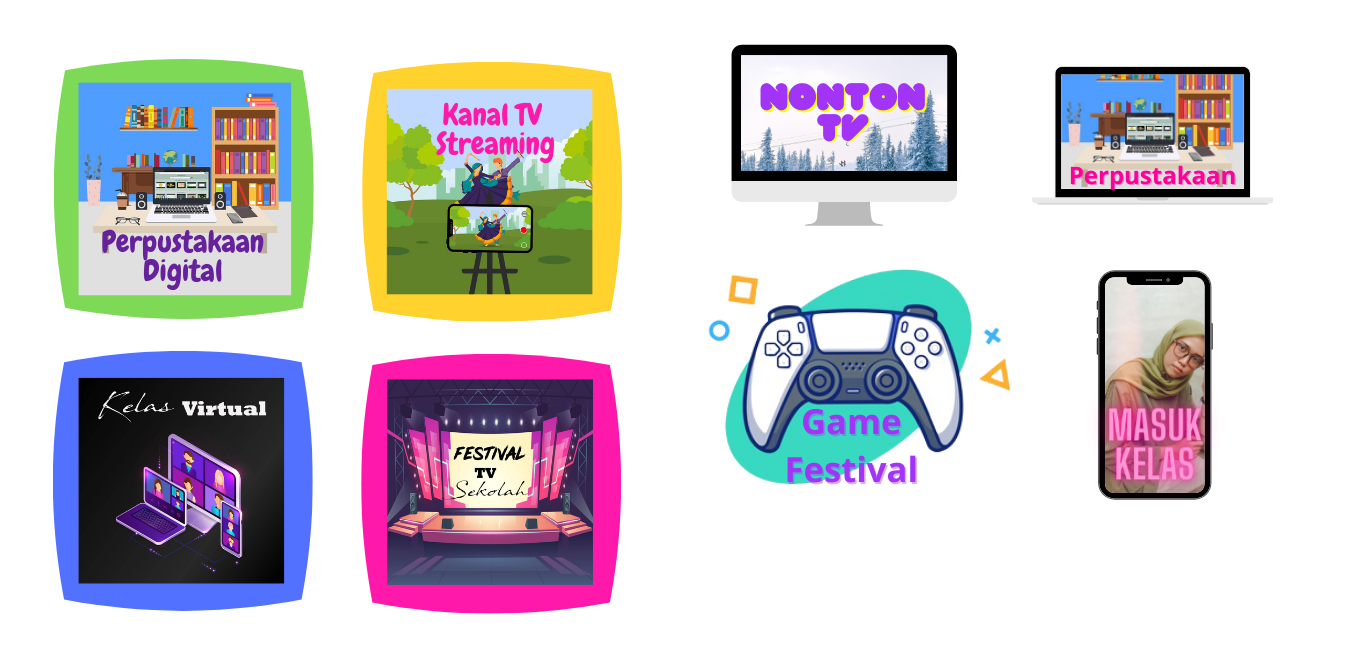 Perpustakaan
Digital
Kanal TV
Streaming
NONTON
TV
Perpustakaan
Kelas Virtual
FESTIVAL
TV
Sekolah
Game
Festival
MASUK
KELAS